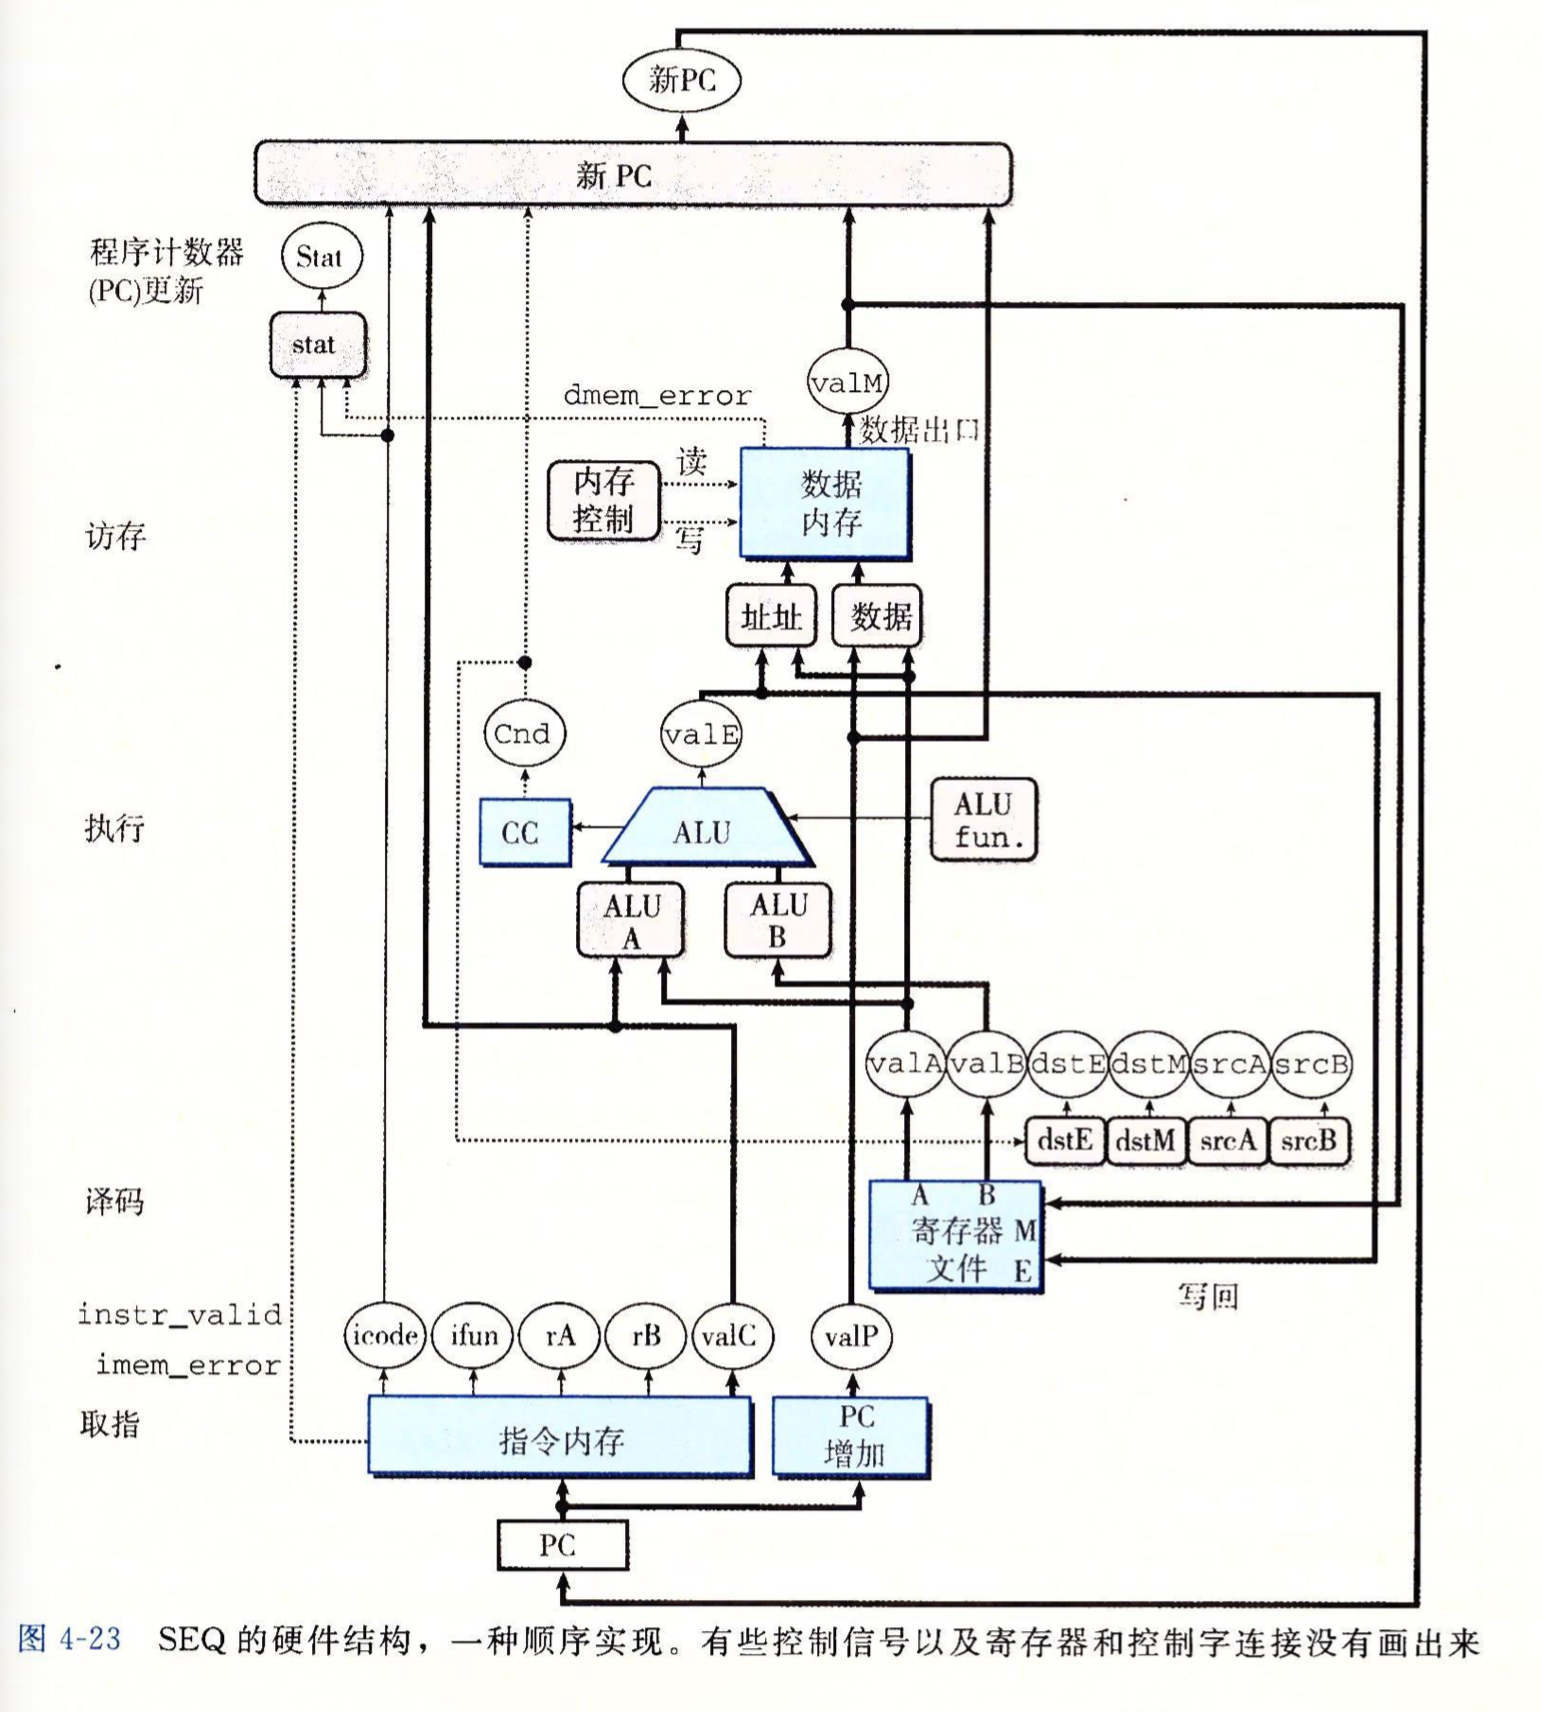 新PC
新 PC
程序计数器
(PC)更新
Stat
stat
valM
dmem_error
数据出口
读
内存
控制
写
数据
内存
访存
址址
数据
Cnd
valE
执行
CC
ALU
ALU
fun.
ALU
A
ALU
B
valA
valB
dstE
dstM
srcA
srcB
dstE
dstM
srcA
srcB
译码
A
B
寄存器
文件
M
E
写回
instr_valid
imem_error
icode
ifun
rA
rB
valC
valP
取指
指令内存
PC
增加
PC
图 4-23 SEQ 的硬件结构，一种顺序实现。有些控制信号以及寄存器和控制字连接没有画出来